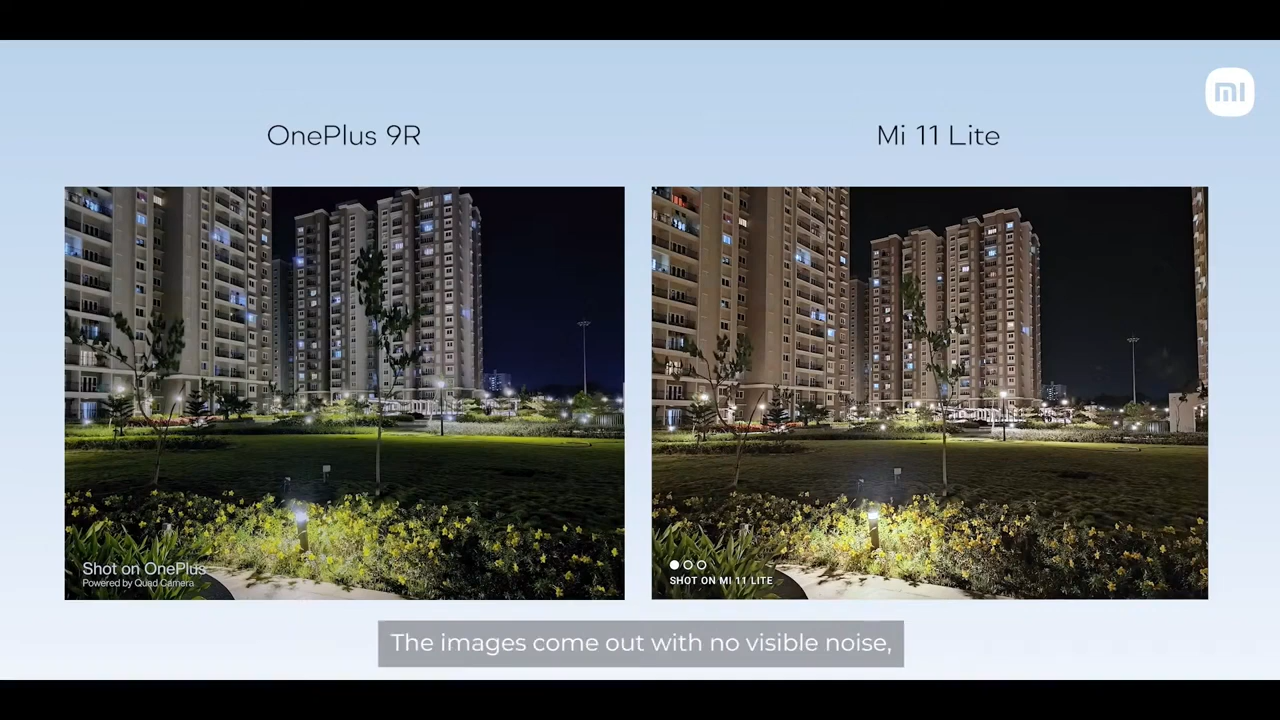 mi
OnePlus 9R
Mi 11 Lite
Shot on OnePlus
Powered by Quad Camera
SHOT ON MI 11 LITE
The images come out with no visible noise,